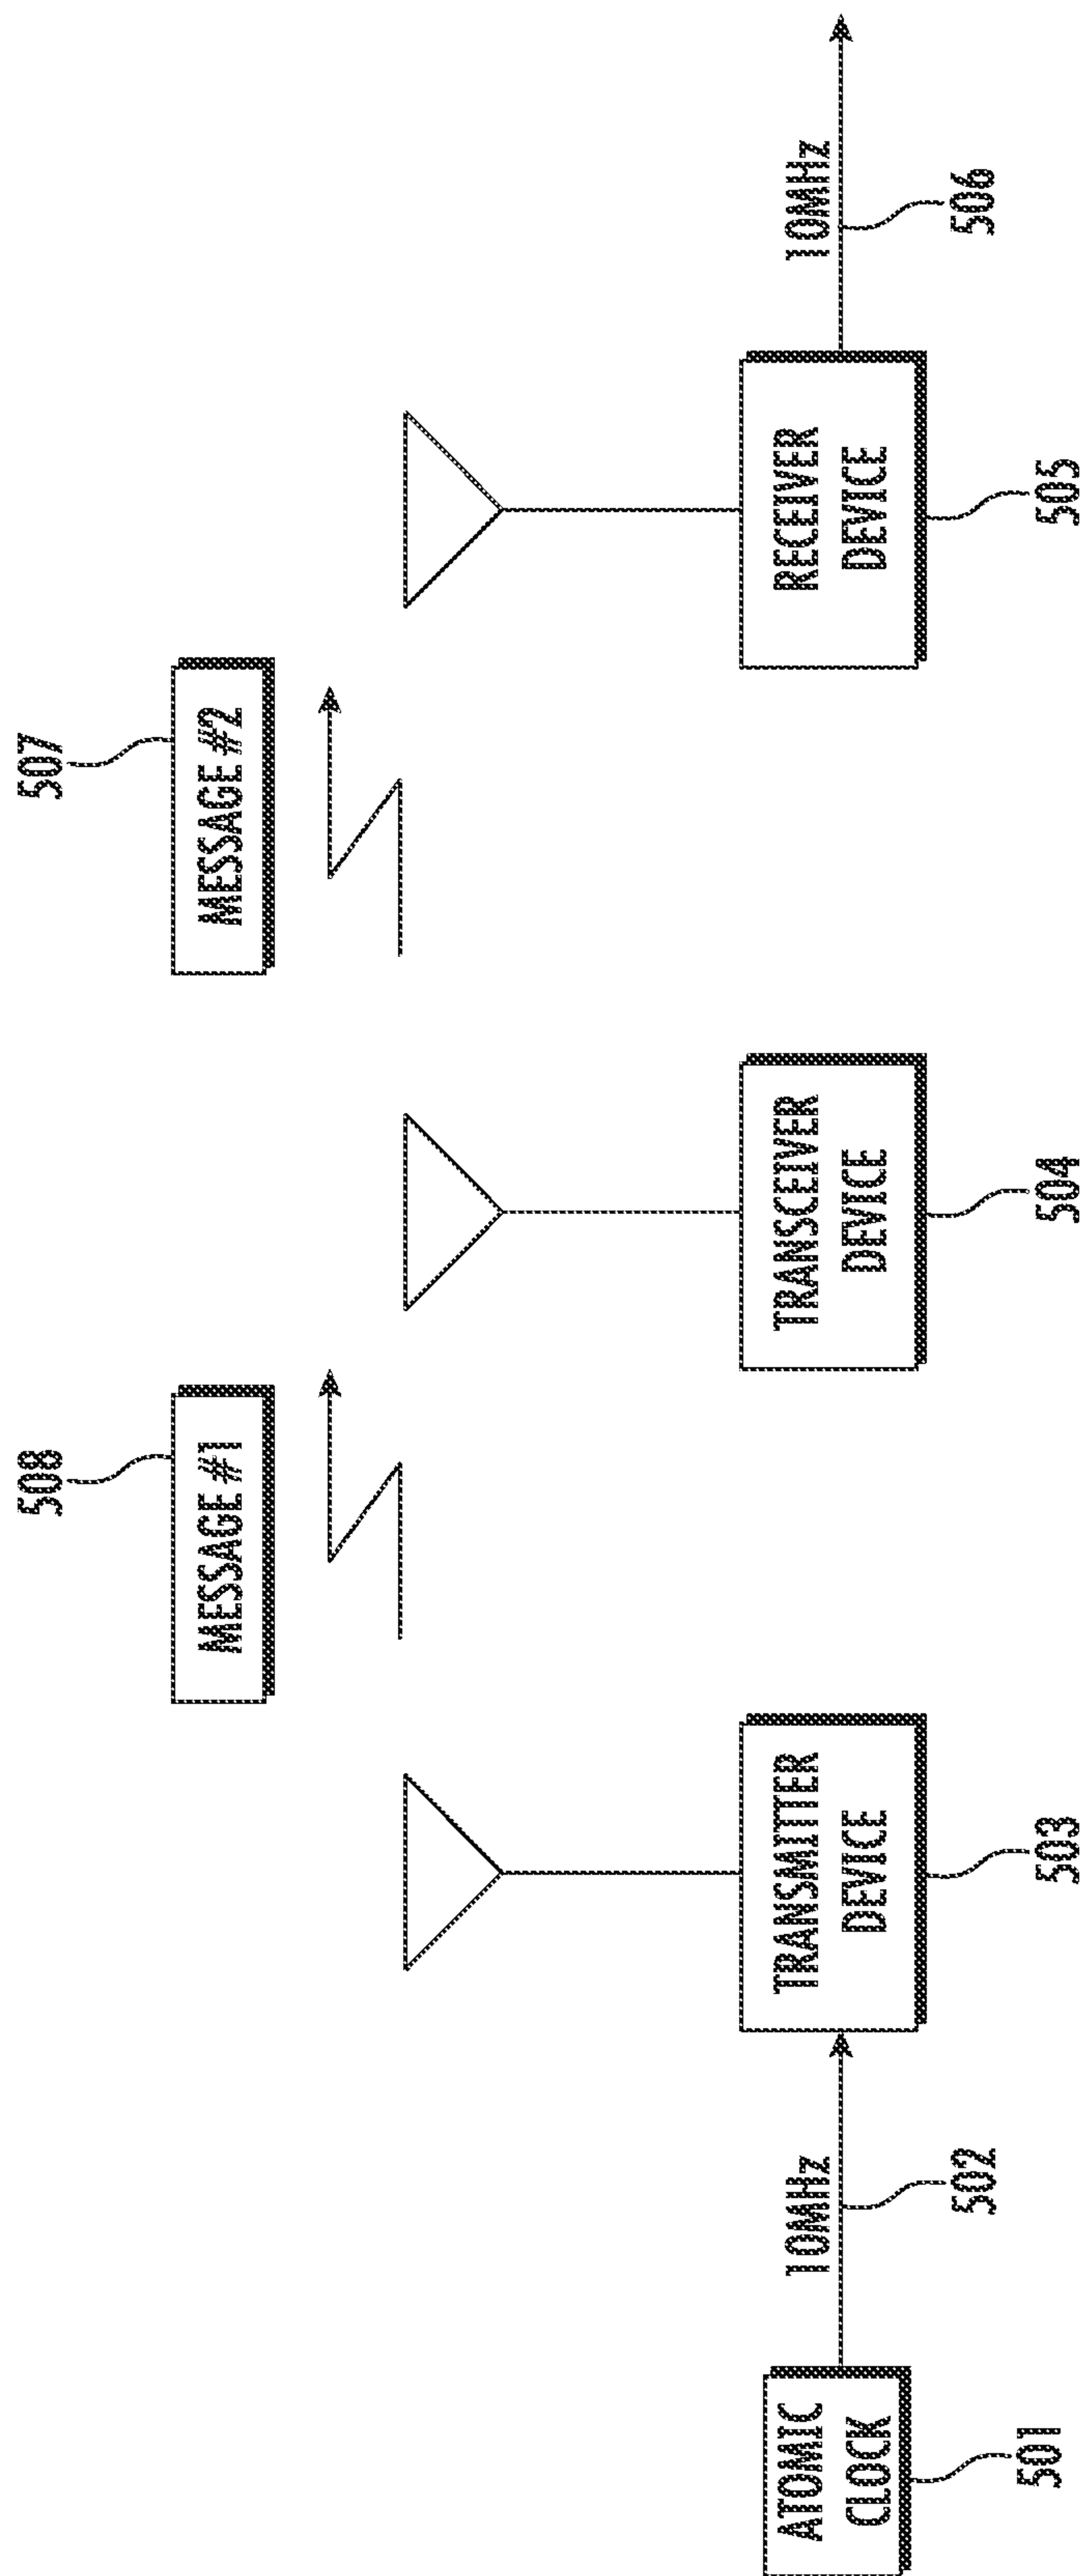 508
MESSAGE #1
507
MESSAGE #2
ATOMIC
CLOCK
501
10MHz
502
TRANSMITTER
DEVICE
503
TRANSCEIVER
DEVICE
504
RECEIVER
DEVICE
505
10MHz
506